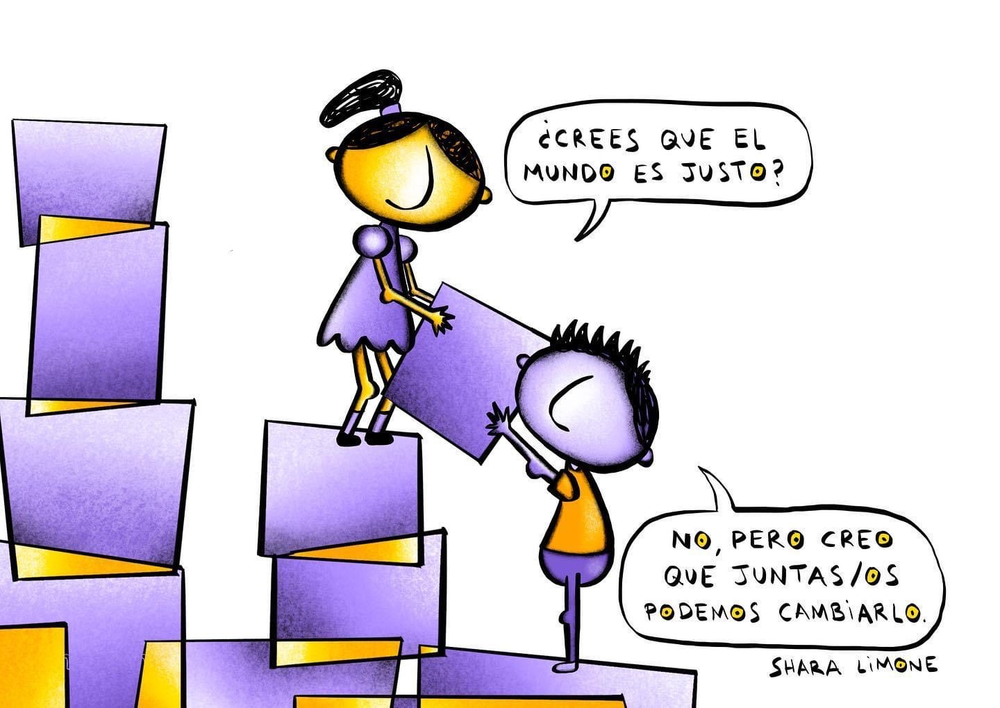 ¿CREES QUE EL
MUNDO ES JUSTO?
NO, PERO CREO
QUE JUNTAS/OS
PODEMOS CAMBIARLO.
SHARA LIMONE